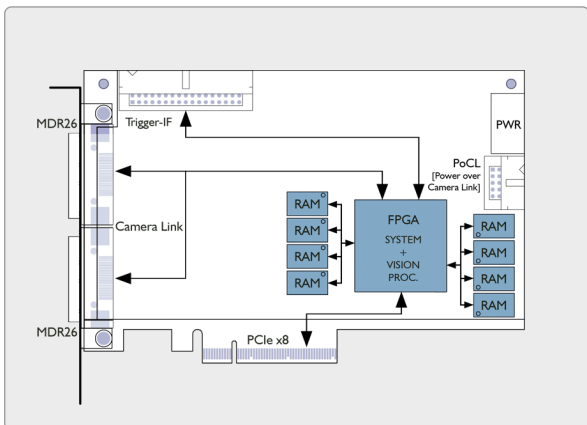 MDR26
Trigger-IF
PWR
PoCL
[Power over
Camera Link]
Camera Link
RAM
RAM
RAM
RAM
FPGA
SYSTEM
+
VISION
PROC.
RAM
RAM
RAM
RAM
MDR26
PCIe x8